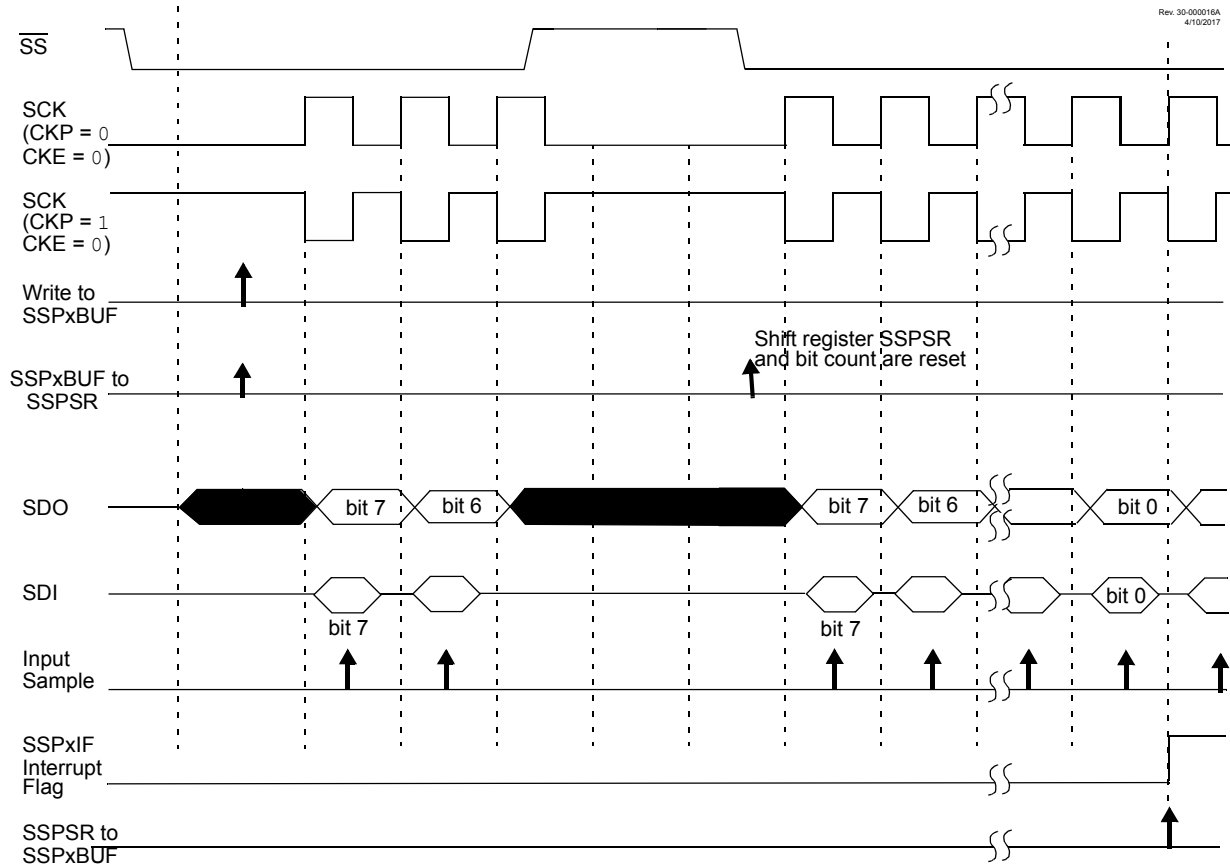 Rev. 30-000016A
4/10/2017
SS
SCK
(CKP = 0
CKE = 0)
SCK
(CKP = 1
CKE = 0)
Write to
SSPxBUF
Shift register SSPSR
and bit count are reset
SSPxBUF to
SSPSR
SDO
bit 7
bit 6
bit 7
bit 6
bit 0
SDI
bit 0
bit 7
bit 7
Input
Sample
SSPxIF
Interrupt
Flag
SSPSR to
SSPxBUF